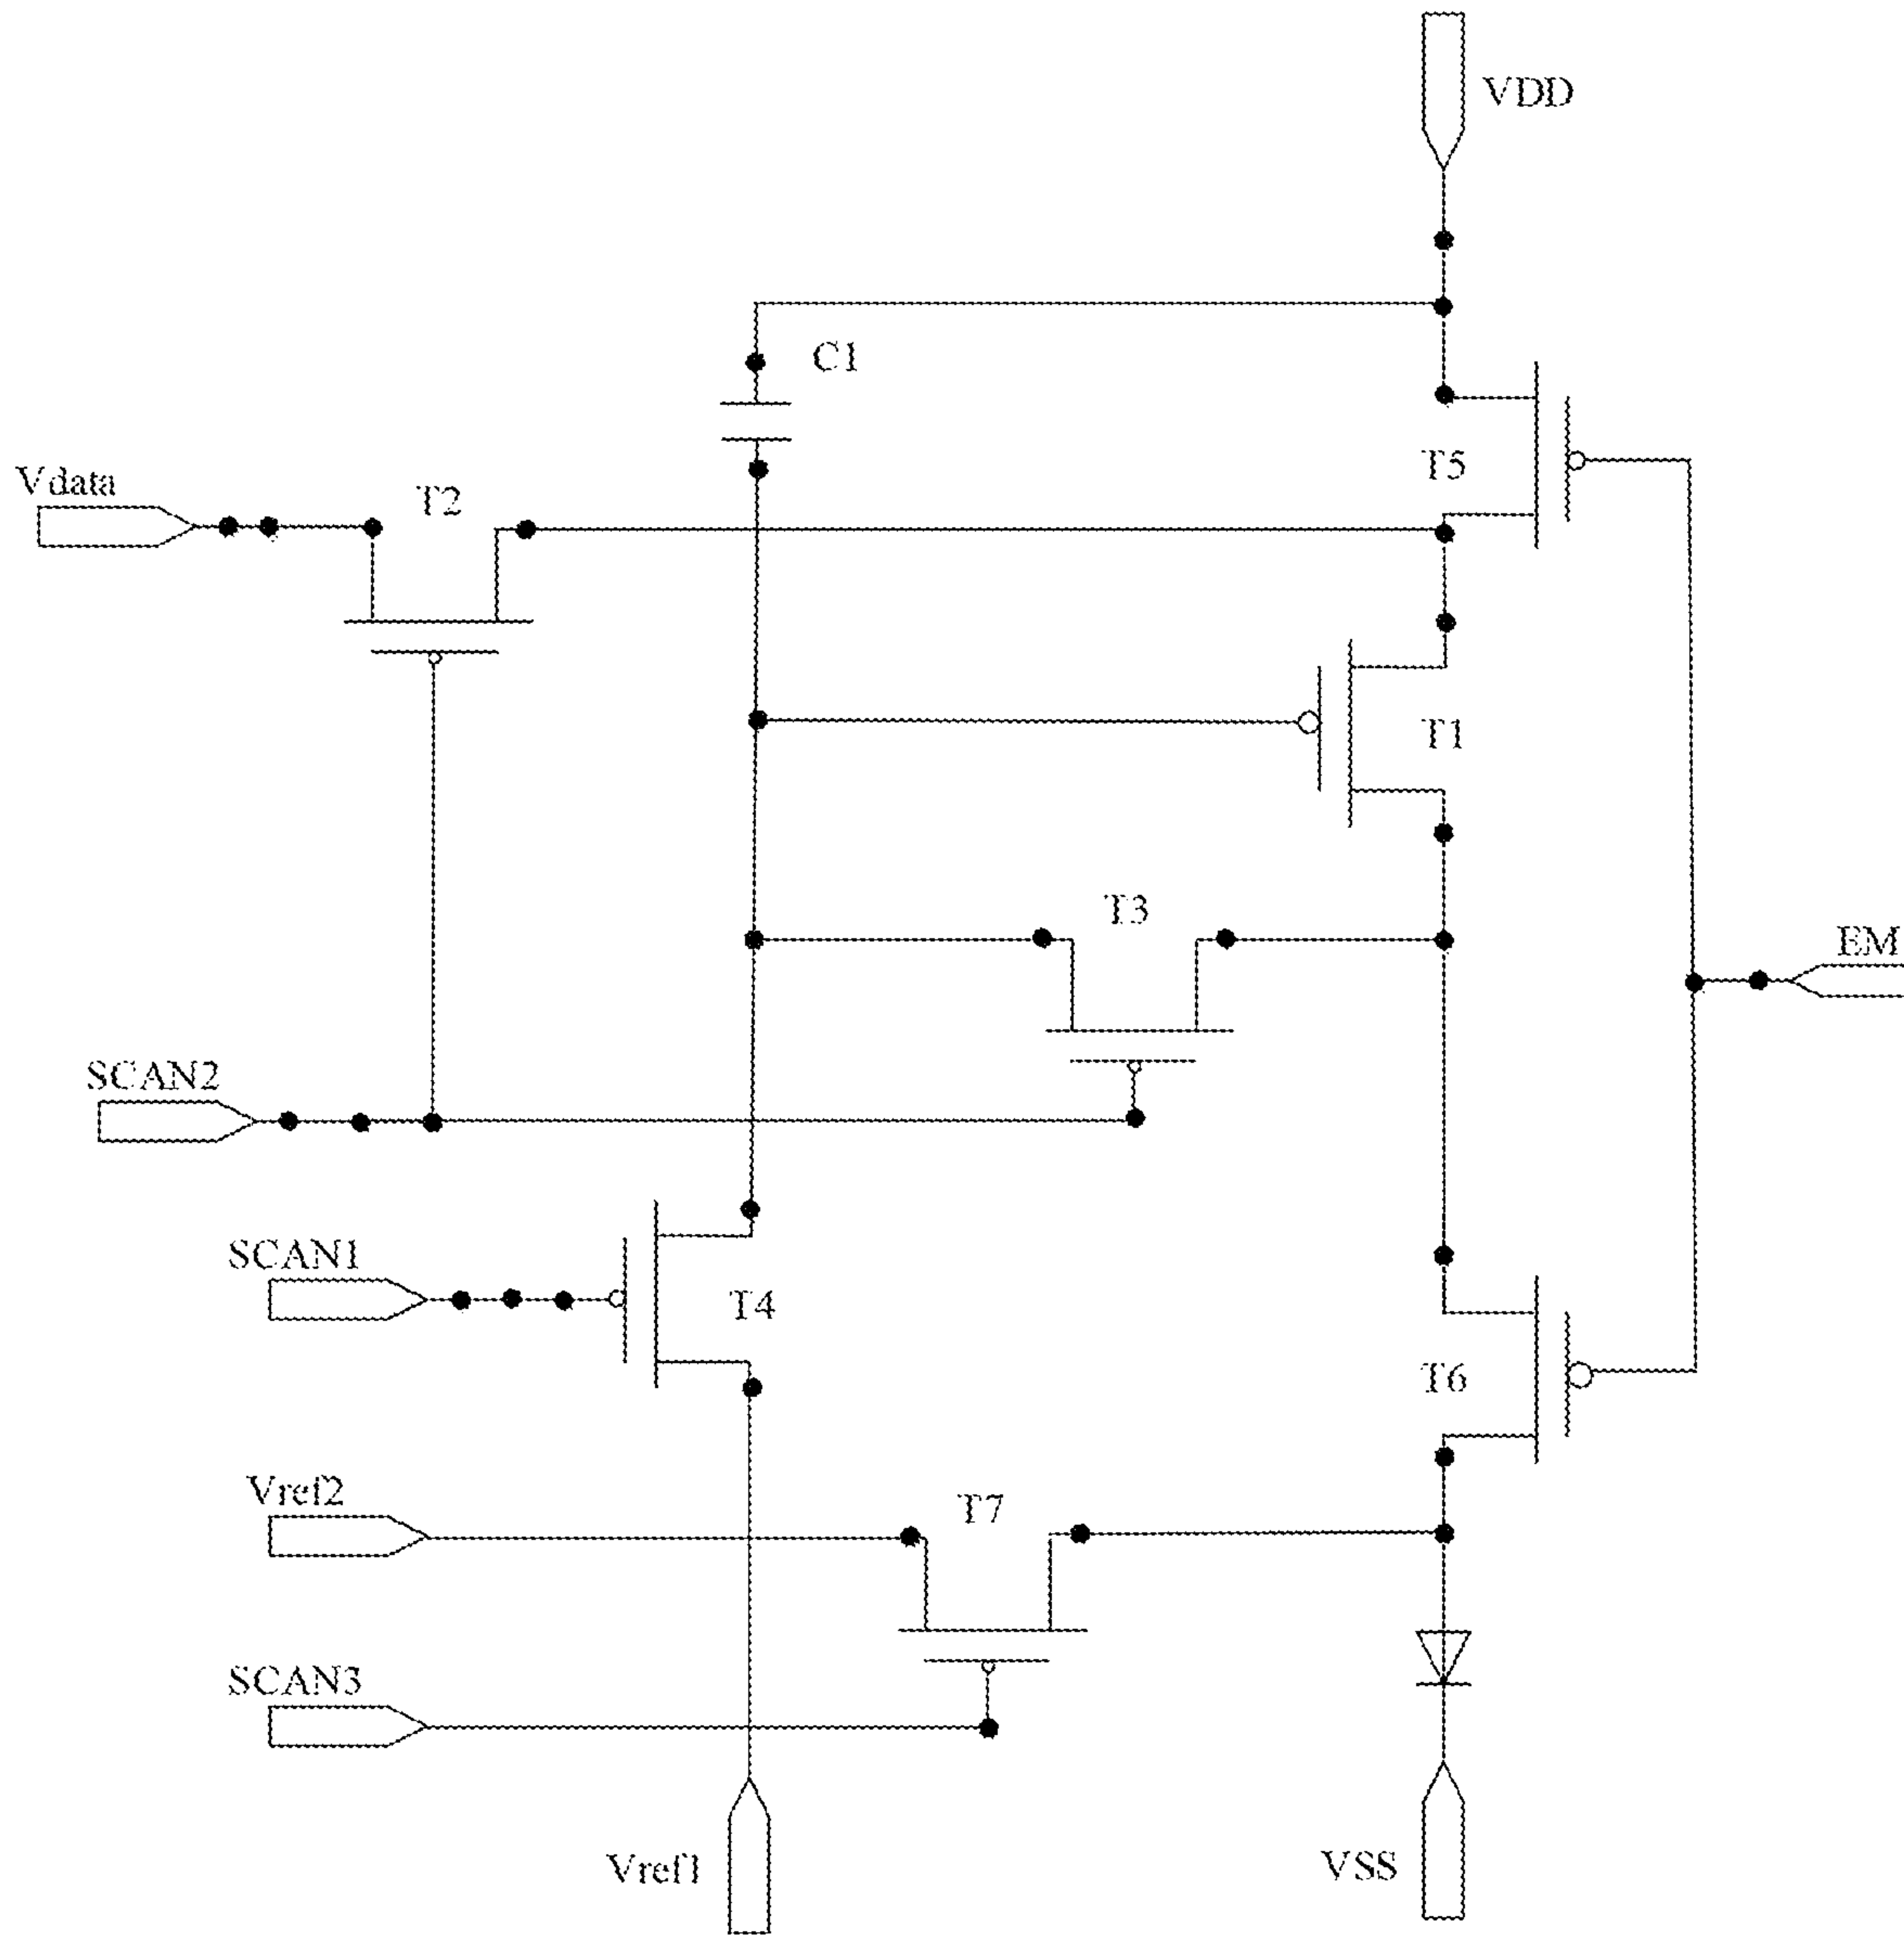 VDD
C1
T5
Vdata
T2
T1
T3
EM
SCAN2
SCAN1
T4
T6
Vref2
T7
SCAN3
Vref1
VSS